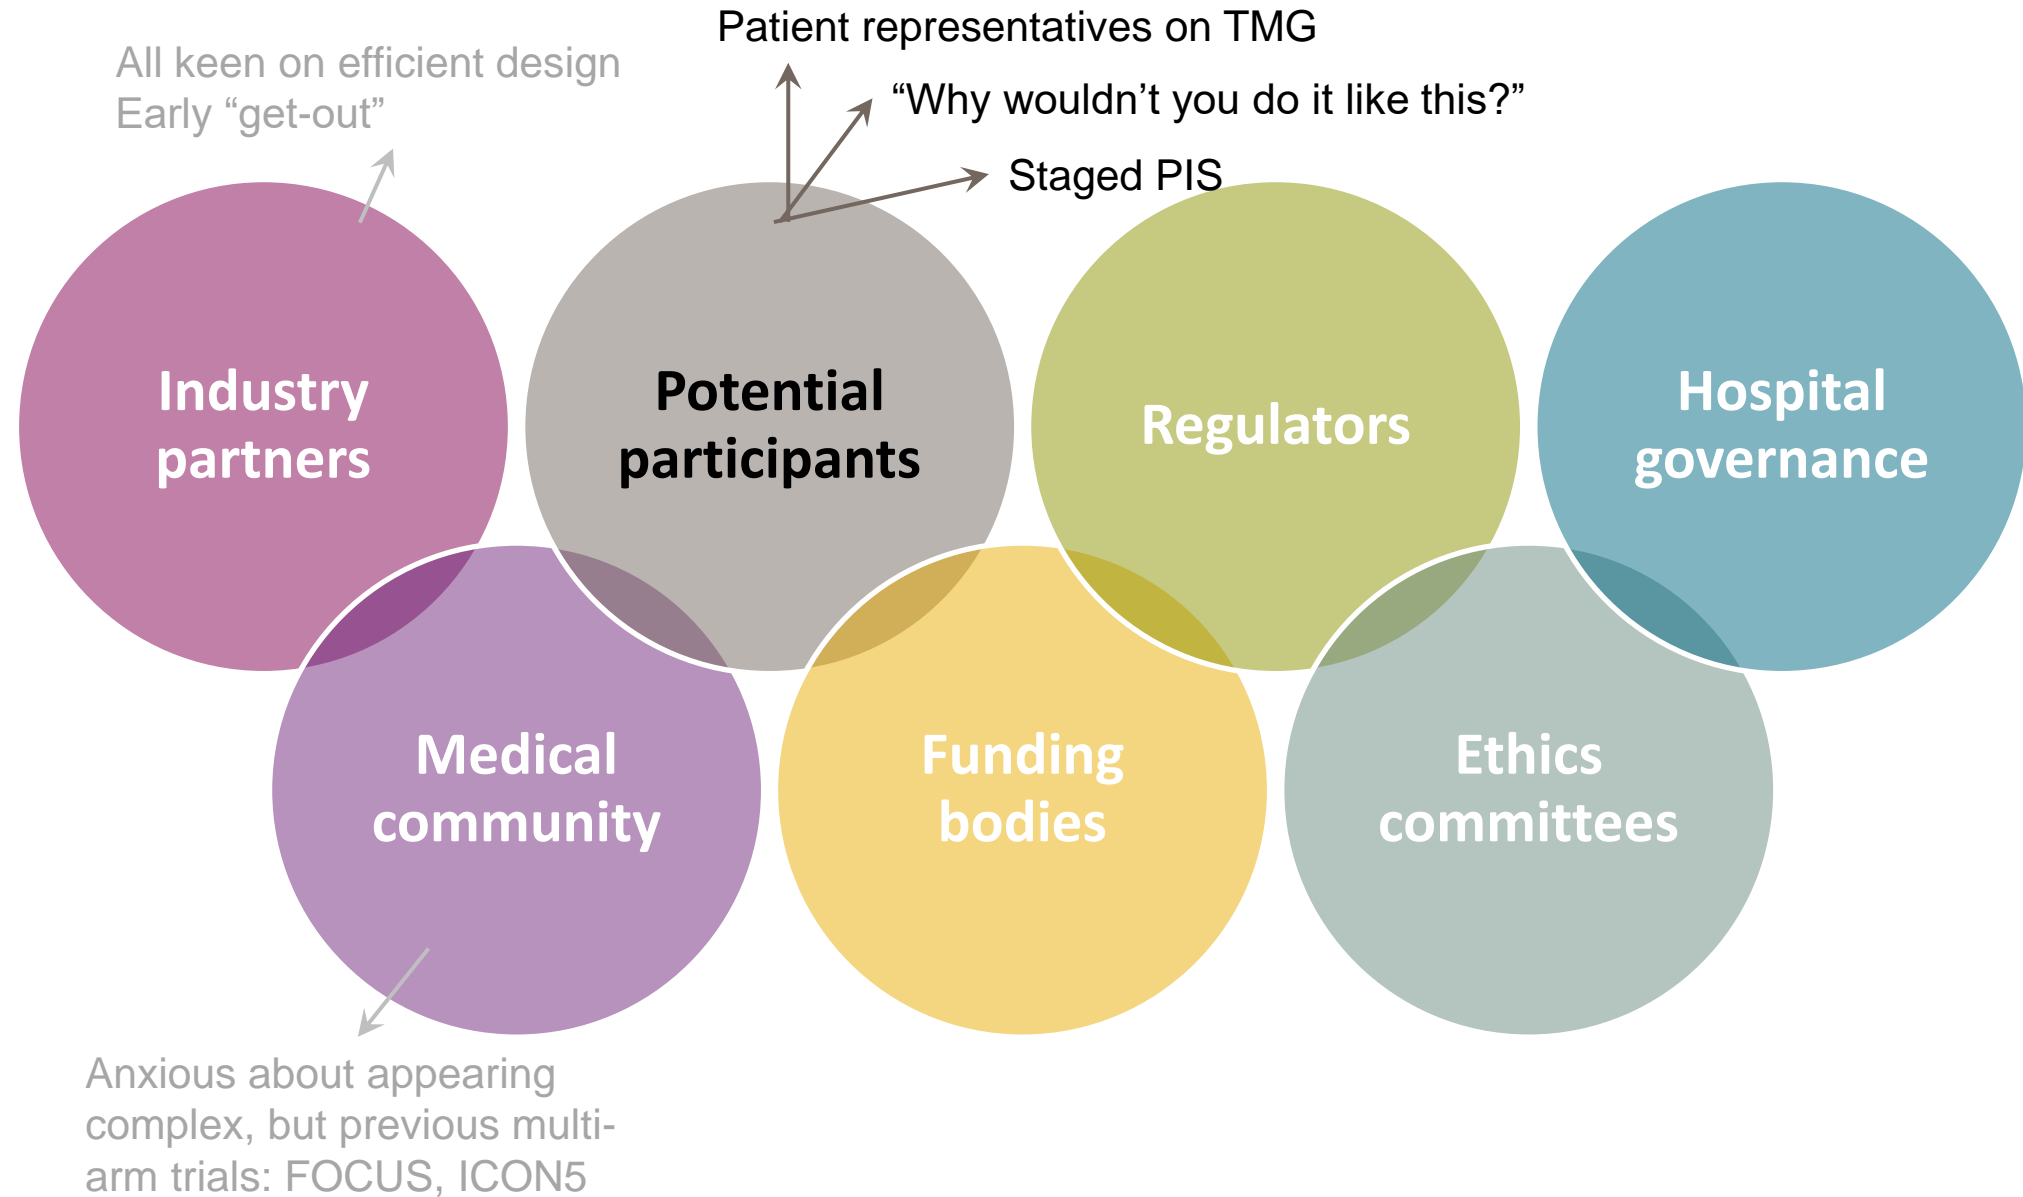 Patient representatives on TMG
All keen on efficient design
Early “get-out”
“Why wouldn’t you do it like this?”
Staged PIS
Industry
partners
Potential
participants
Regulators
Hospital
governance
Medical
community
Funding
bodies
Ethics
committees
Anxious about appearing
complex, but previous multi-
arm trials: FOCUS, ICON5